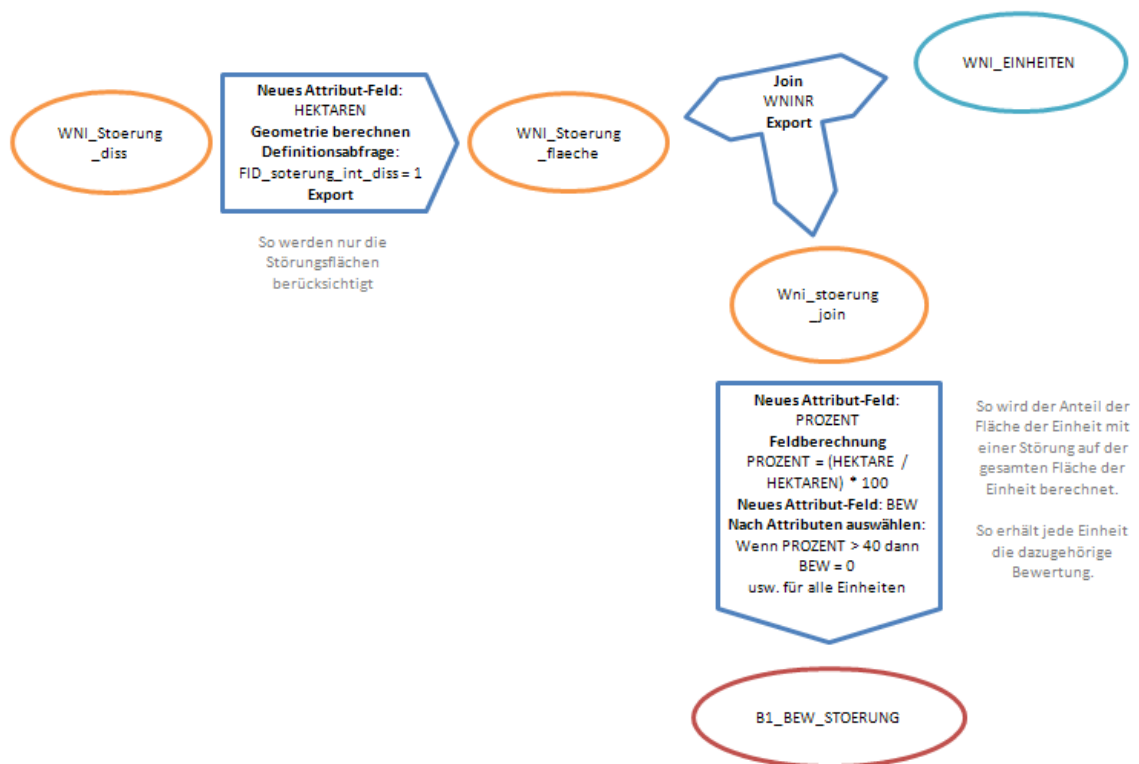 WNI_Stoerung
_diss
Neues Attribut-Feld:
HEKTAREN
Geometrie berechnen
Definitionsabfrage:
FID_soterung_int_diss = 1
Export
So werden nur die
Störungsflächen
berücksichtigt
WNI_Stoerung
_flaeche
Join
WNINR
Export
WNI_EINHEITEN
Wni_stoerung
_join
Neues Attribut-Feld:
PROZENT
Feldberechnung
PROZENT = (HEKTARE /
HEKTAREN) * 100
Neues Attribut-Feld: BEW
Nach Attributen auswählen:
Wenn PROZENT > 40 dann
BEW = 0
usw. für alle Einheiten
So wird der Anteil der
Fläche der Einheit mit
einer Störung auf der
gesamten Fläche der
Einheit berechnet.
So erhält jede Einheit
die dazugehörige
Bewertung.
B1_BEW_STOERUNG